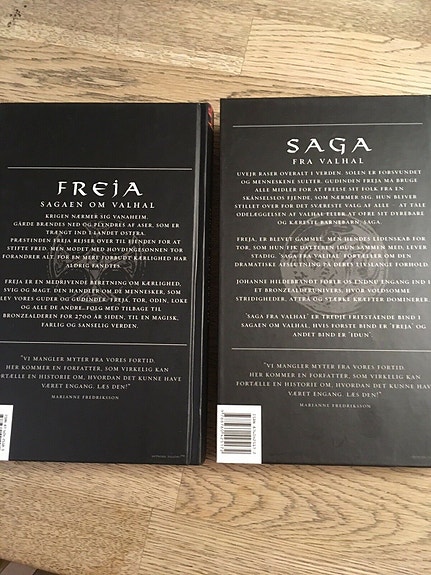 FREJA
SAGAEN OM VALHAL
KRIGEN NÆRMER SIG VANAHEIM.
GÅRDE BRÆNDES NED OG PLYNDRES AF ASER, SOM ER
TRÆNGT IND I LANDET ØSTFRA.
PRÆSTINDEN FREJA REJSER OVER TIL FJENDEN FOR AT
STIFTE FRED. MEN MØDET MED HØVDINGESØNNEN TOR
FORANDRER ALT. FOR EN MERE FORBUDT KÆRLIGHED HAR
ALDRIG FANDTES.
FREJA ER EN MEDRIVENDE BERETNING OM KÆRLIGHED,
SVIG OG MAGT. DEN HANDLER OM DE MENNESKER, SOM
BLEV VORES GUDER OG GUDINDER: FREJA, TOR, ODIN, LOKE
OG ALLE DE ANDRE. FØLG MED TILBAGE TIL
BRONZEALDEREN FOR 2700 ÅR SIDEN, TIL EN MAGISK,
FARLIG OG SANSELIG VERDEN.
"VI MANGLER MYTER FRA VORES FORTID.
HER KOMMER EN FORFATTER, SOM VIRKELIG KAN
FORTÆLLE EN HISTORIE OM, HVORDAN DET KUNNE HAVE
VÆRET ENGANG. LÆS DEN!"
MARIANNE FREDRIKSSON
SAGA
FRA VALHAL
UVEJR RASER OVERALT I VERDEN. SOLEN ER FORSVUNDET
OG MENNESKENE SULTER. GUDINDEN FREJA MÅ BRUGE
ALLE MIDLER FOR AT FRELSE SIT FOLK FRA EN
SKÅNSELSLØS FJENDE, SOM NÆRMER SIG. HUN BLIVER
STILLET OVER FOR DET SVÆRESTE VALG AF ALLE – AT TÅLE
ØDELÆGGELSEN AF VALHAL ELLER AT OFRE SIT DYREBARE
OG KÆRESTE BARNEBARN, SAGA.
FREJA ER BLEVET GAMMEL, MEN HENDES LIDENSKAB FOR
TOR, SOM HUN FIK DATTEREN IDUN SAMMEN MED, LEVER
STADIG. 'SAGA FRA VALHAL' FORTÆLLER OM DEN
DRAMATISKE AFSLUTNING PÅ DERES LIVSLANGE FORHOLD.
JOHANNE HILDEBRANDT FØRER OS ENDNU ENGANG IND I
ET BRONZEALDERUNIVERS, HVOR VOLDSOMME
STRIDIGHEDER, ATTRÅ OG STÆRKE KRÆFTER DOMINERER.
'SAGA FRA VALHAL' ER TREDJE FRITSTÅENDE BIND I
SAGAEN OM VALHAL, HVIS FØRSTE BIND ER 'FREJA' OG
ANDET BIND ER 'IDUN'.
"VI MANGLER MYTER FRA VORES FORTID.
HER KOMMER EN FORFATTER, SOM VIRKELIG KAN
FORTÆLLE EN HISTORIE OM, HVORDAN DET KUNNE HAVE
VÆRET ENGANG. LÆS DEN!"
MARIANNE FREDRIKSSON